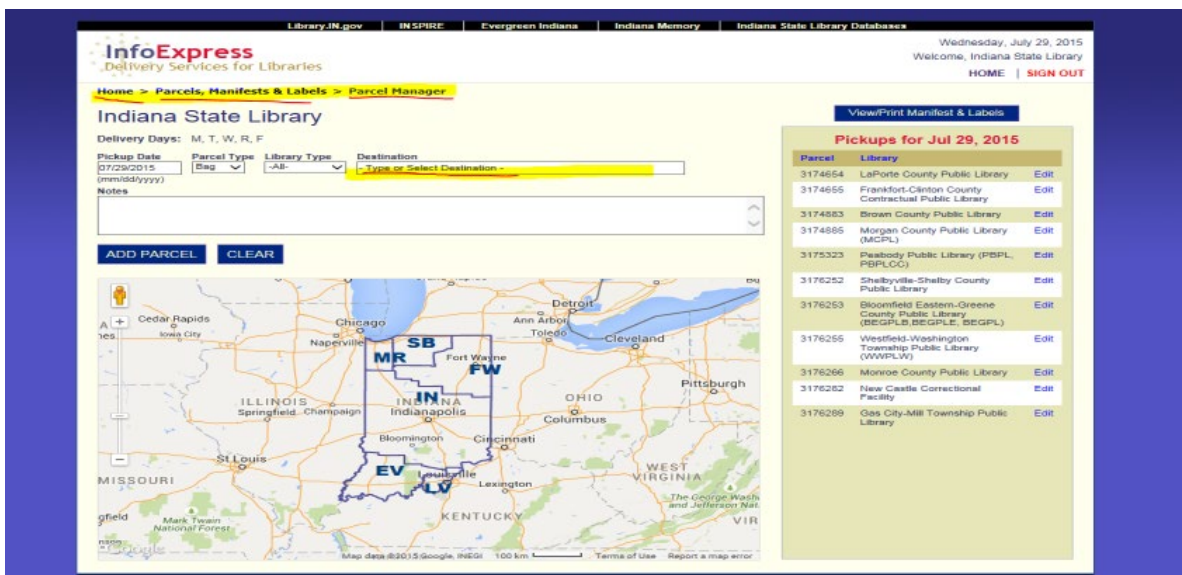 Library.IN.gov | INSPIRE | Evergreen Indiana | Indiana Memory | Indiana State Library Databases
InfoExpress
Delivery Services for Libraries
Wednesday, July 29, 2015
Welcome, Indiana State Library
HOME | SIGN OUT
Home > Parcels, Manifests & Labels > Parcel Manager
Indiana State Library
Delivery Days: M, T, W, R, F
Pickup Date Parcel Type Library Type Destination
07/29/2015 Bag -All- - Type or Select Destination -
(mm/dd/yyyy)
Notes
ADD PARCEL CLEAR
View/Print Manifest & Labels
Pickups for Jul 29, 2015
Parcel Library
3174654 LaPorte County Public Library Edit
3174655 Frankfort-Clinton County Edit
Contractual Public Library
3174883 Brown County Public Library Edit
3174885 Morgan County Public Library Edit
(MCPL)
3175323 Peabody Public Library (PBPL, Edit
PBPLCC)
3176252 Shelbyville-Shelby County Edit
Public Library
3176253 Bloomfield Eastern-Greene Edit
County Public Library
(BEGPLB,BEGPLE, BEGPL)
3176255 Westfield-Washington Edit
Township Public Library
(WWPLW)
3176266 Monroe County Public Library Edit
3176282 New Castle Correctional Edit
Facility
3176289 Gas City-Mill Township Public Edit
Library
Detroit
Cedar Rapids Chicago Ann Arbor
Iowa City Toledo
Naperville SB Cleveland
MR Fort Wayne
FW
Pittsburgh
ILLINOIS IN INDIANA OHIO
Springfield Champaign Indianapolis
Columbus
Bloomington Cincinnati
St Louis
EV Louisville WEST
MISSOURI VIRGINIA
LV Lexington
The George Wash
and Jefferson Nat.
KENTUCKY
gfield Mark Twain VIR
National Forest
Google
Map data ©2015 Google, INEGI 100 km Terms of Use Report a map error